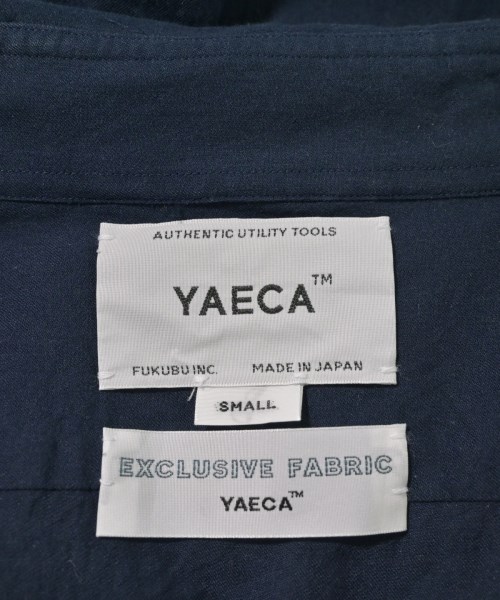 AUTHENTIC UTILITY TOOLS
YAECA™
FUKUBU INC. MADE IN JAPAN
SMALL
EXCLUSIVE FABRIC
YAECA™